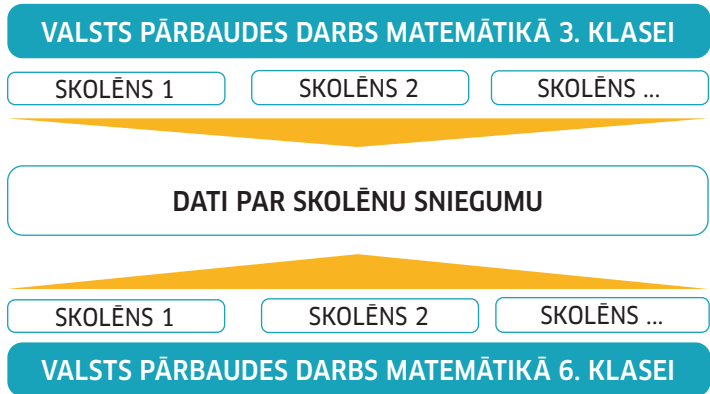 VALSTS PĀRBAUDES DARBS MATEMĀTIKĀ 3. KLASEI
SKOLĒNS 1 SKOLĒNS 2 SKOLĒNS ...
DATI PAR SKOLĒNU SNIEGUMU
SKOLĒNS 1 SKOLĒNS 2 SKOLĒNS ...
VALSTS PĀRBAUDES DARBS MATEMĀTIKĀ 6. KLASEI